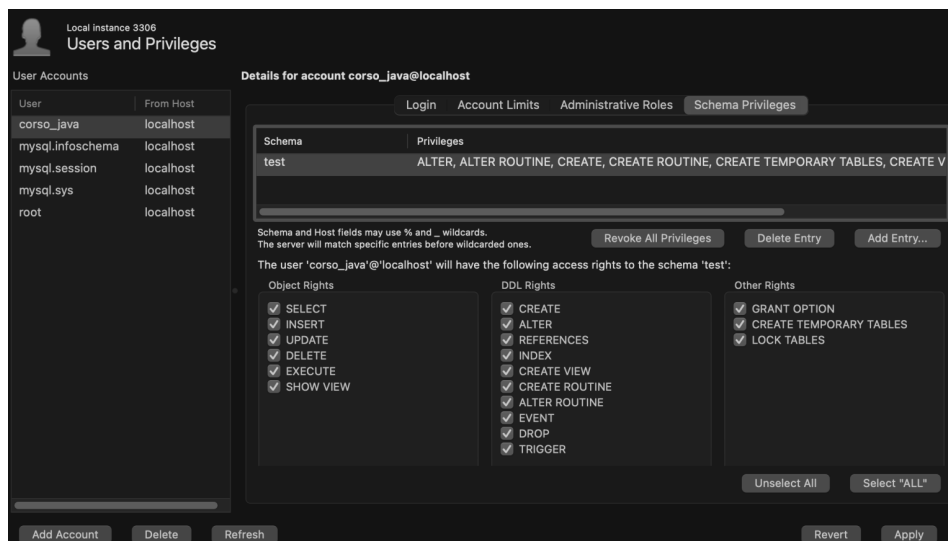 Local instance 3306
Users and Privileges
User Accounts
User From Host
corso_java localhost
mysql.infoschema localhost
mysql.session localhost
mysql.sys localhost
root localhost
Add Account Delete Refresh
Details for account corso_java@localhost
Login Account Limits Administrative Roles Schema Privileges
Schema Privileges
test ALTER, ALTER ROUTINE, CREATE, CREATE ROUTINE, CREATE TEMPORARY TABLES, CREATE V
Schema and Host fields may use % and _ wildcards.
The server will match specific entries before wildcarded ones.
Revoke All Privileges Delete Entry Add Entry...
The user 'corso_java'@'localhost' will have the following access rights to the schema 'test':
Object Rights
SELECT
INSERT
UPDATE
DELETE
EXECUTE
SHOW VIEW
DDL Rights
CREATE
ALTER
REFERENCES
INDEX
CREATE VIEW
CREATE ROUTINE
ALTER ROUTINE
EVENT
DROP
TRIGGER
Other Rights
GRANT OPTION
CREATE TEMPORARY TABLES
LOCK TABLES
Unselect All Select "ALL"
Revert Apply